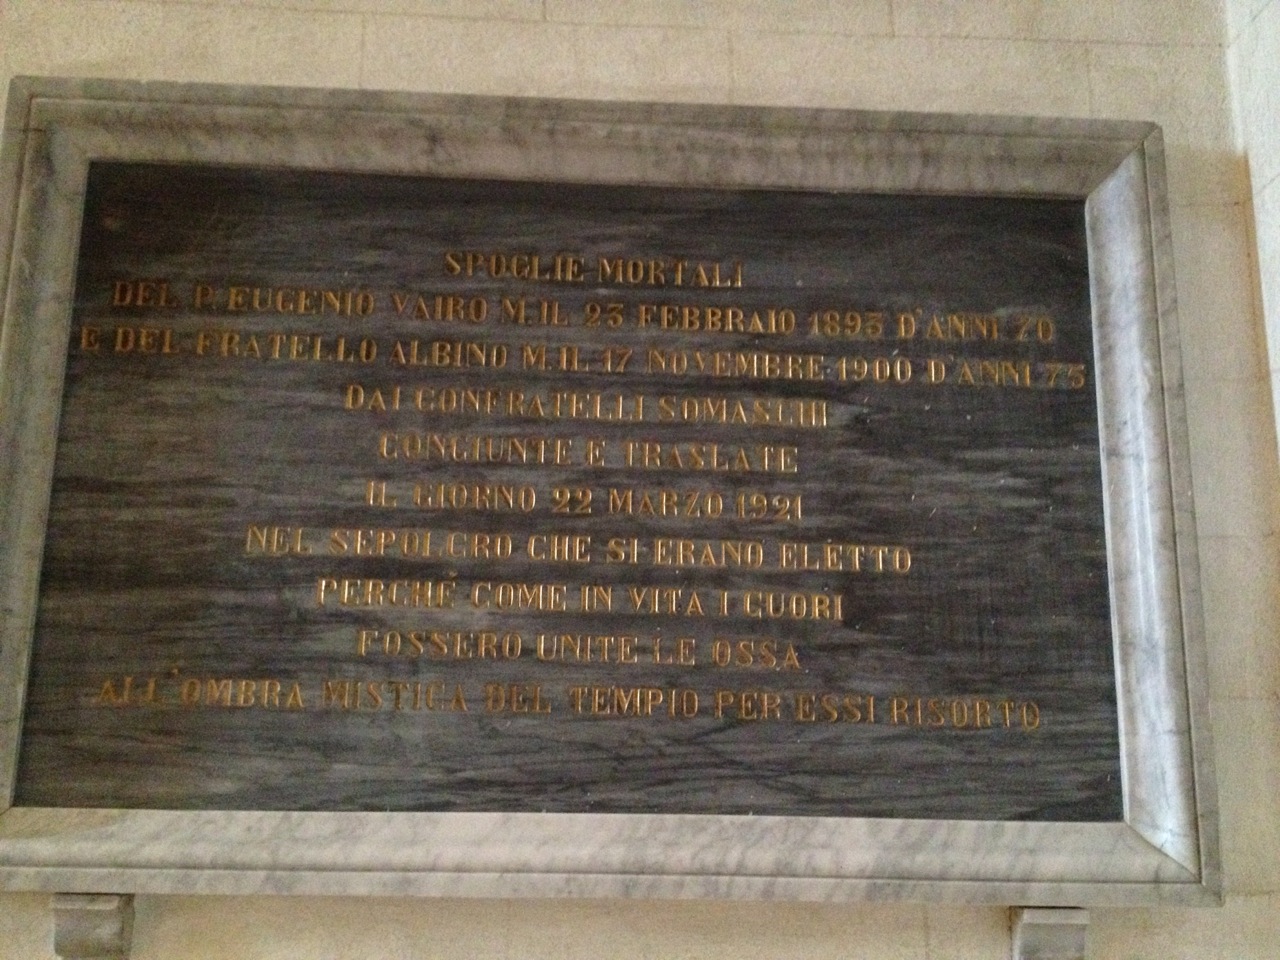 SPOGLIE MORTALI
DEL P. EUGENIO VAIRO M. IL 23 FEBBRAIO 1893 D'ANNI 70
E DEL FRATELLO ALBINO M. IL 17 NOVEMBRE 1900 D'ANNI 75
DAI CONFRATELLI SOMASCHI
CONGIUNTE E TRASLATE
IL GIORNO 22 MARZO 1921
NEL SEPOLCRO CHE SI ERANO ELETTO
PERCHÉ COME IN VITA I CUORI
FOSSERO UNITE LE OSSA
ALL'OMBRA MISTICA DEL TEMPIO PER ESSI RISORTO